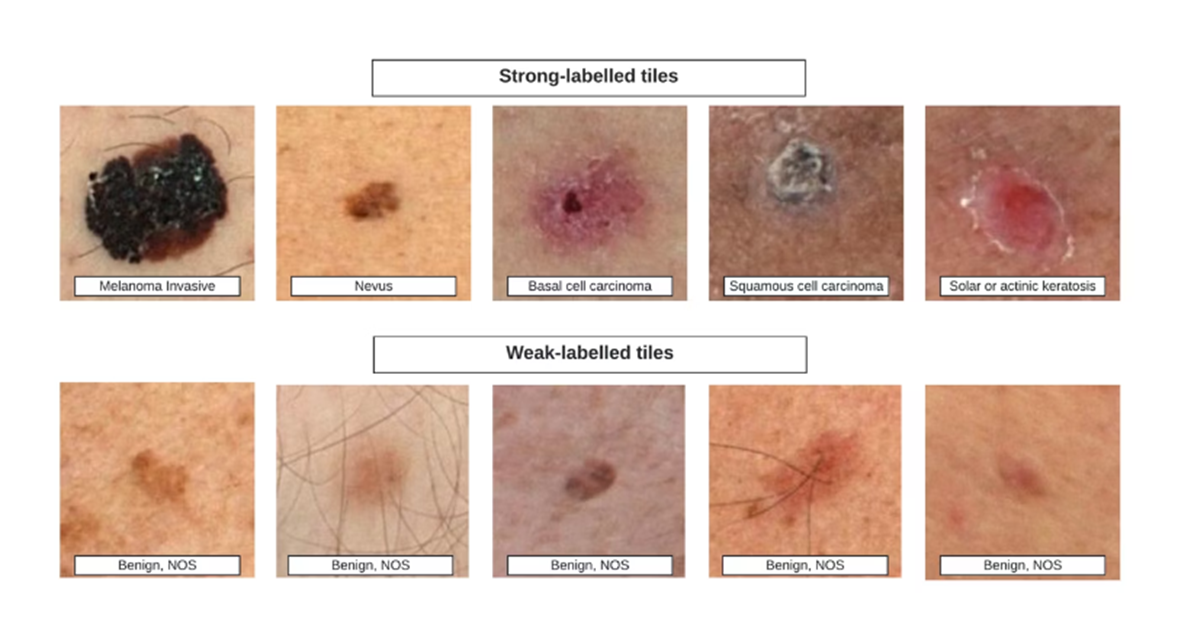 Strong-labelled tiles
Melanoma Invasive
Nevus
Basal cell carcinoma
Squamous cell carcinoma
Solar or actinic keratosis
Weak-labelled tiles
Benign, NOS
Benign, NOS
Benign, NOS
Benign, NOS
Benign, NOS